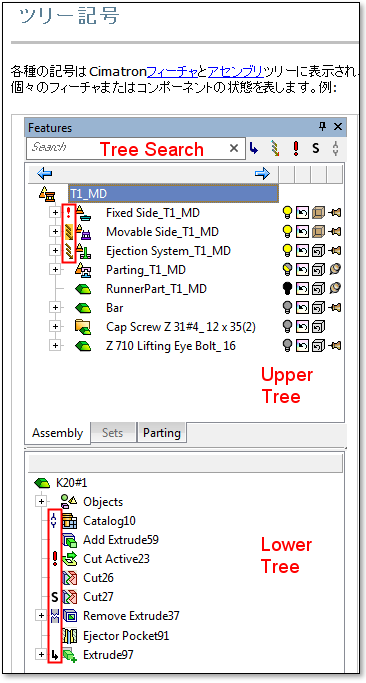 ツリー記号
各種の記号は Cimatronフィーチャとアセンブリツリーに表示され、
個々のフィーチャまたはコンポーネントの状態を表します。例:
Features
Search
Tree Search
S
T1_MD
Fixed Side_T1_MD
Movable Side_T1_MD
Ejection System_T1_MD
Parting_T1_MD
RunnerPart_T1_MD
Bar
Cap Screw Z 31#4_ 12 x 35(2)
Z 710 Lifting Eye Bolt_ 16
Upper
Tree
Assembly Sets Parting
K20#1
Objects
Catalog10
Add Extrude59
Cut Active23
Cut26
S Cut27
Remove Extrude37
Ejector Pocket91
Extrude97
Lower
Tree